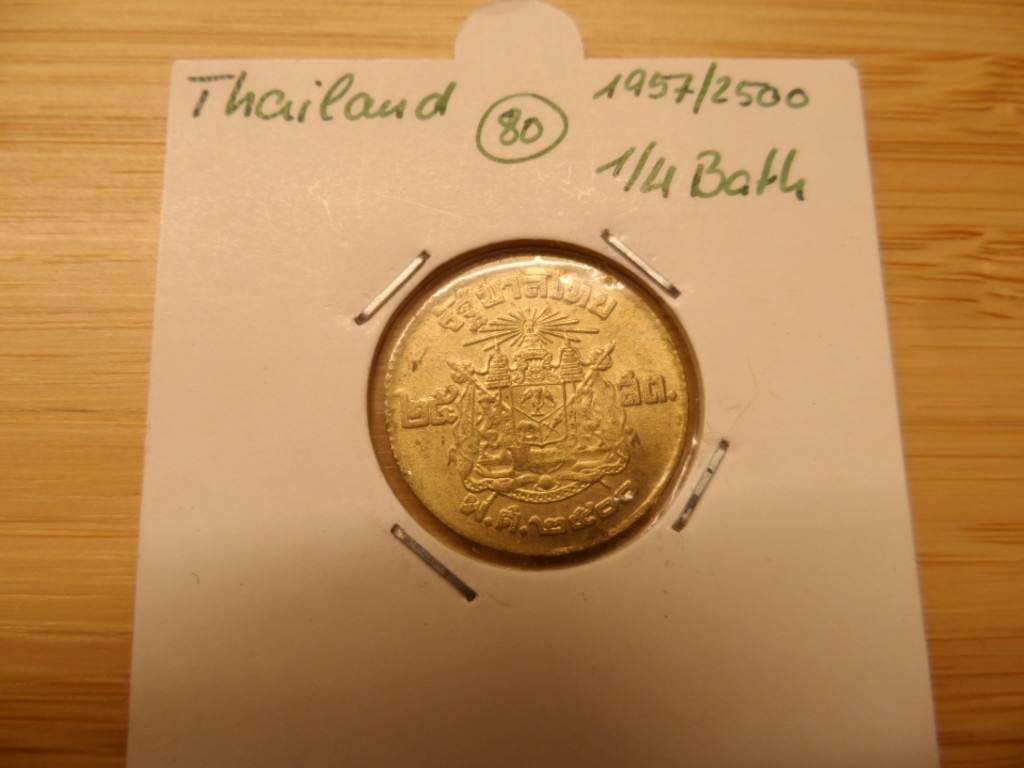 Thailand 80 1957/2500
1/4 Bath
รัฐบาลไทย
๒๕ สต.
พ.ศ.๒๕๐๐